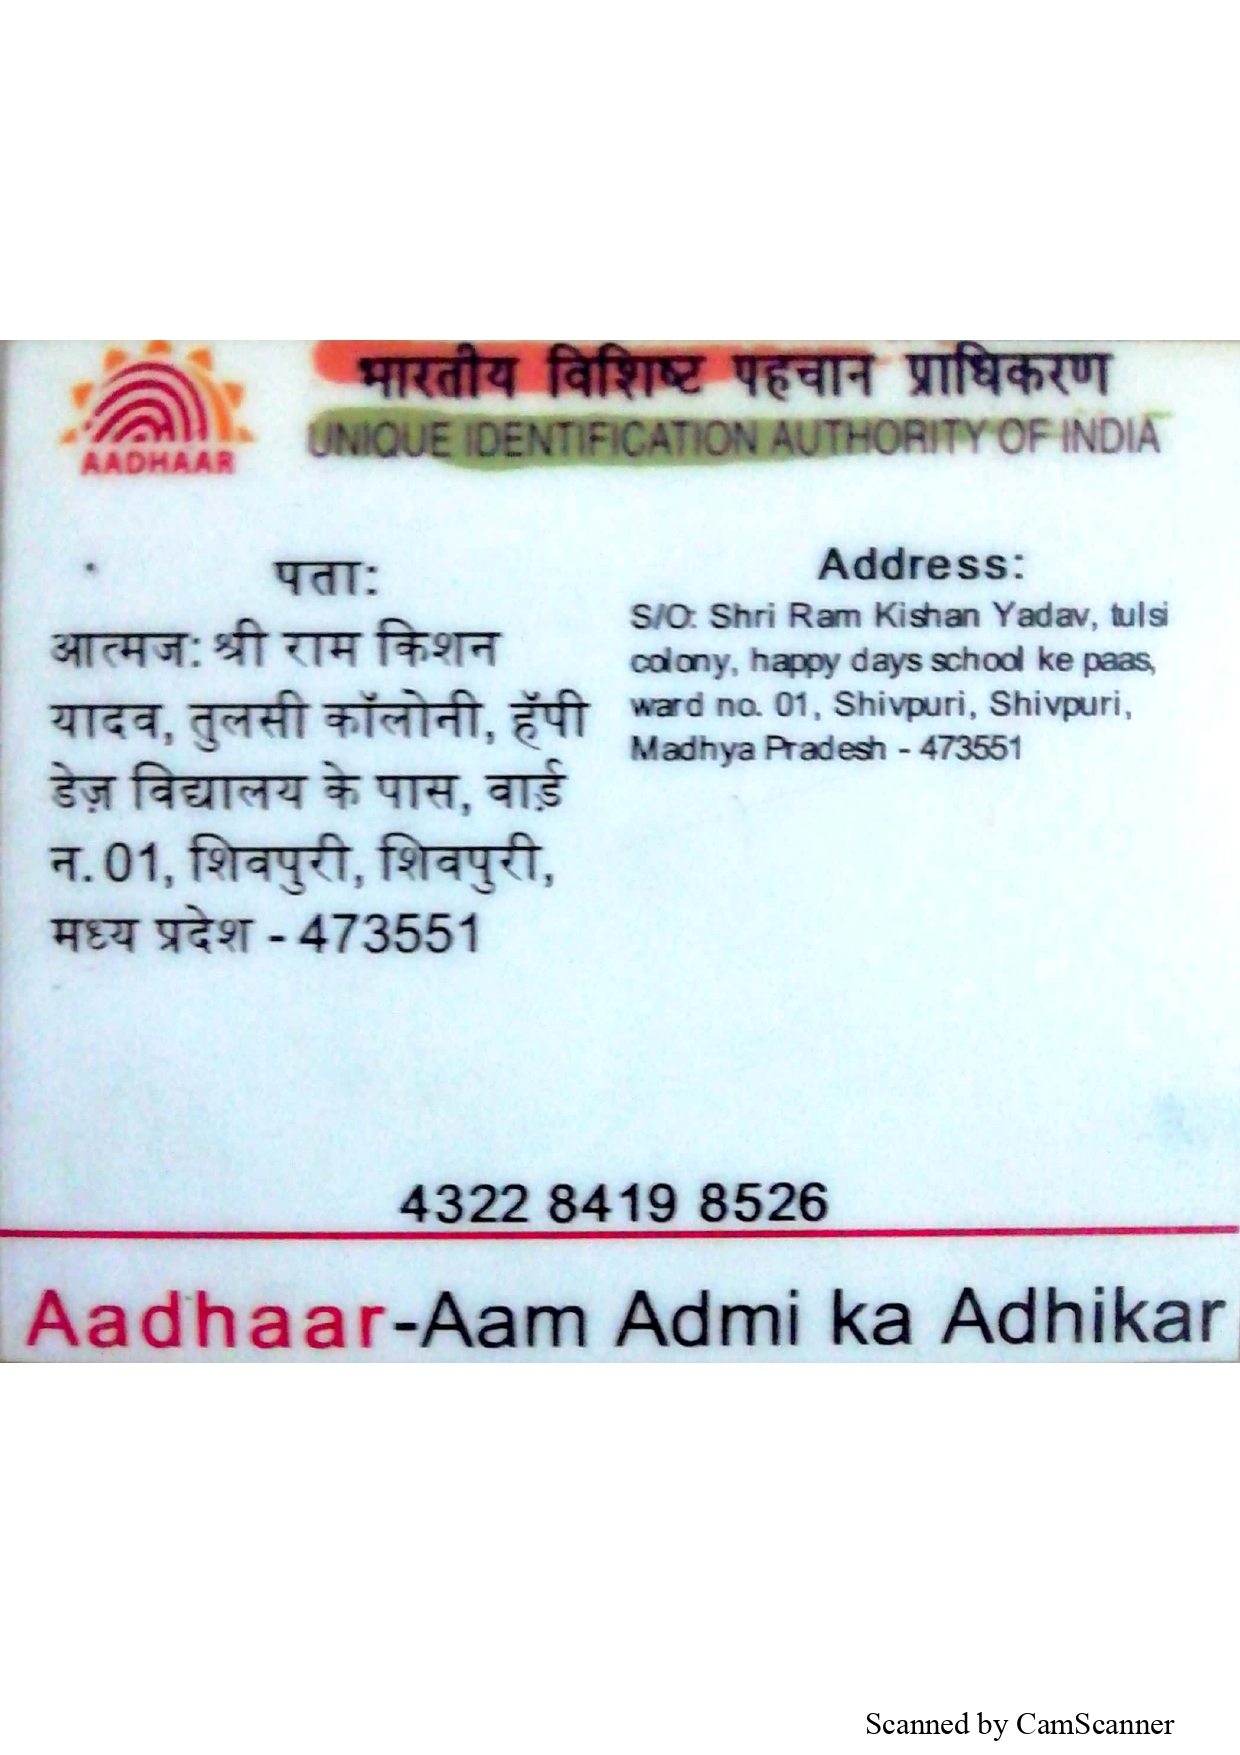 भारतीय विशिष्ट पहचान प्राधिकरण
AADHAAR
UNIQUE IDENTIFICATION AUTHORITY OF INDIA
पता:
आत्मज: श्री राम किशन
यादव, तुलसी कॉलोनी, हॅपी
डेज़ विद्यालय के पास, वार्ड
न. 01, शिवपुरी, शिवपुरी,
मध्य प्रदेश - 473551
Address:
S/O: Shri Ram Kishan Yadav, tulsi
colony, happy days school ke paas,
ward no. 01, Shivpuri, Shivpuri,
Madhya Pradesh - 473551
4322 8419 8526
Aadhaar-Aam Admi ka Adhikar
Scanned by CamScanner